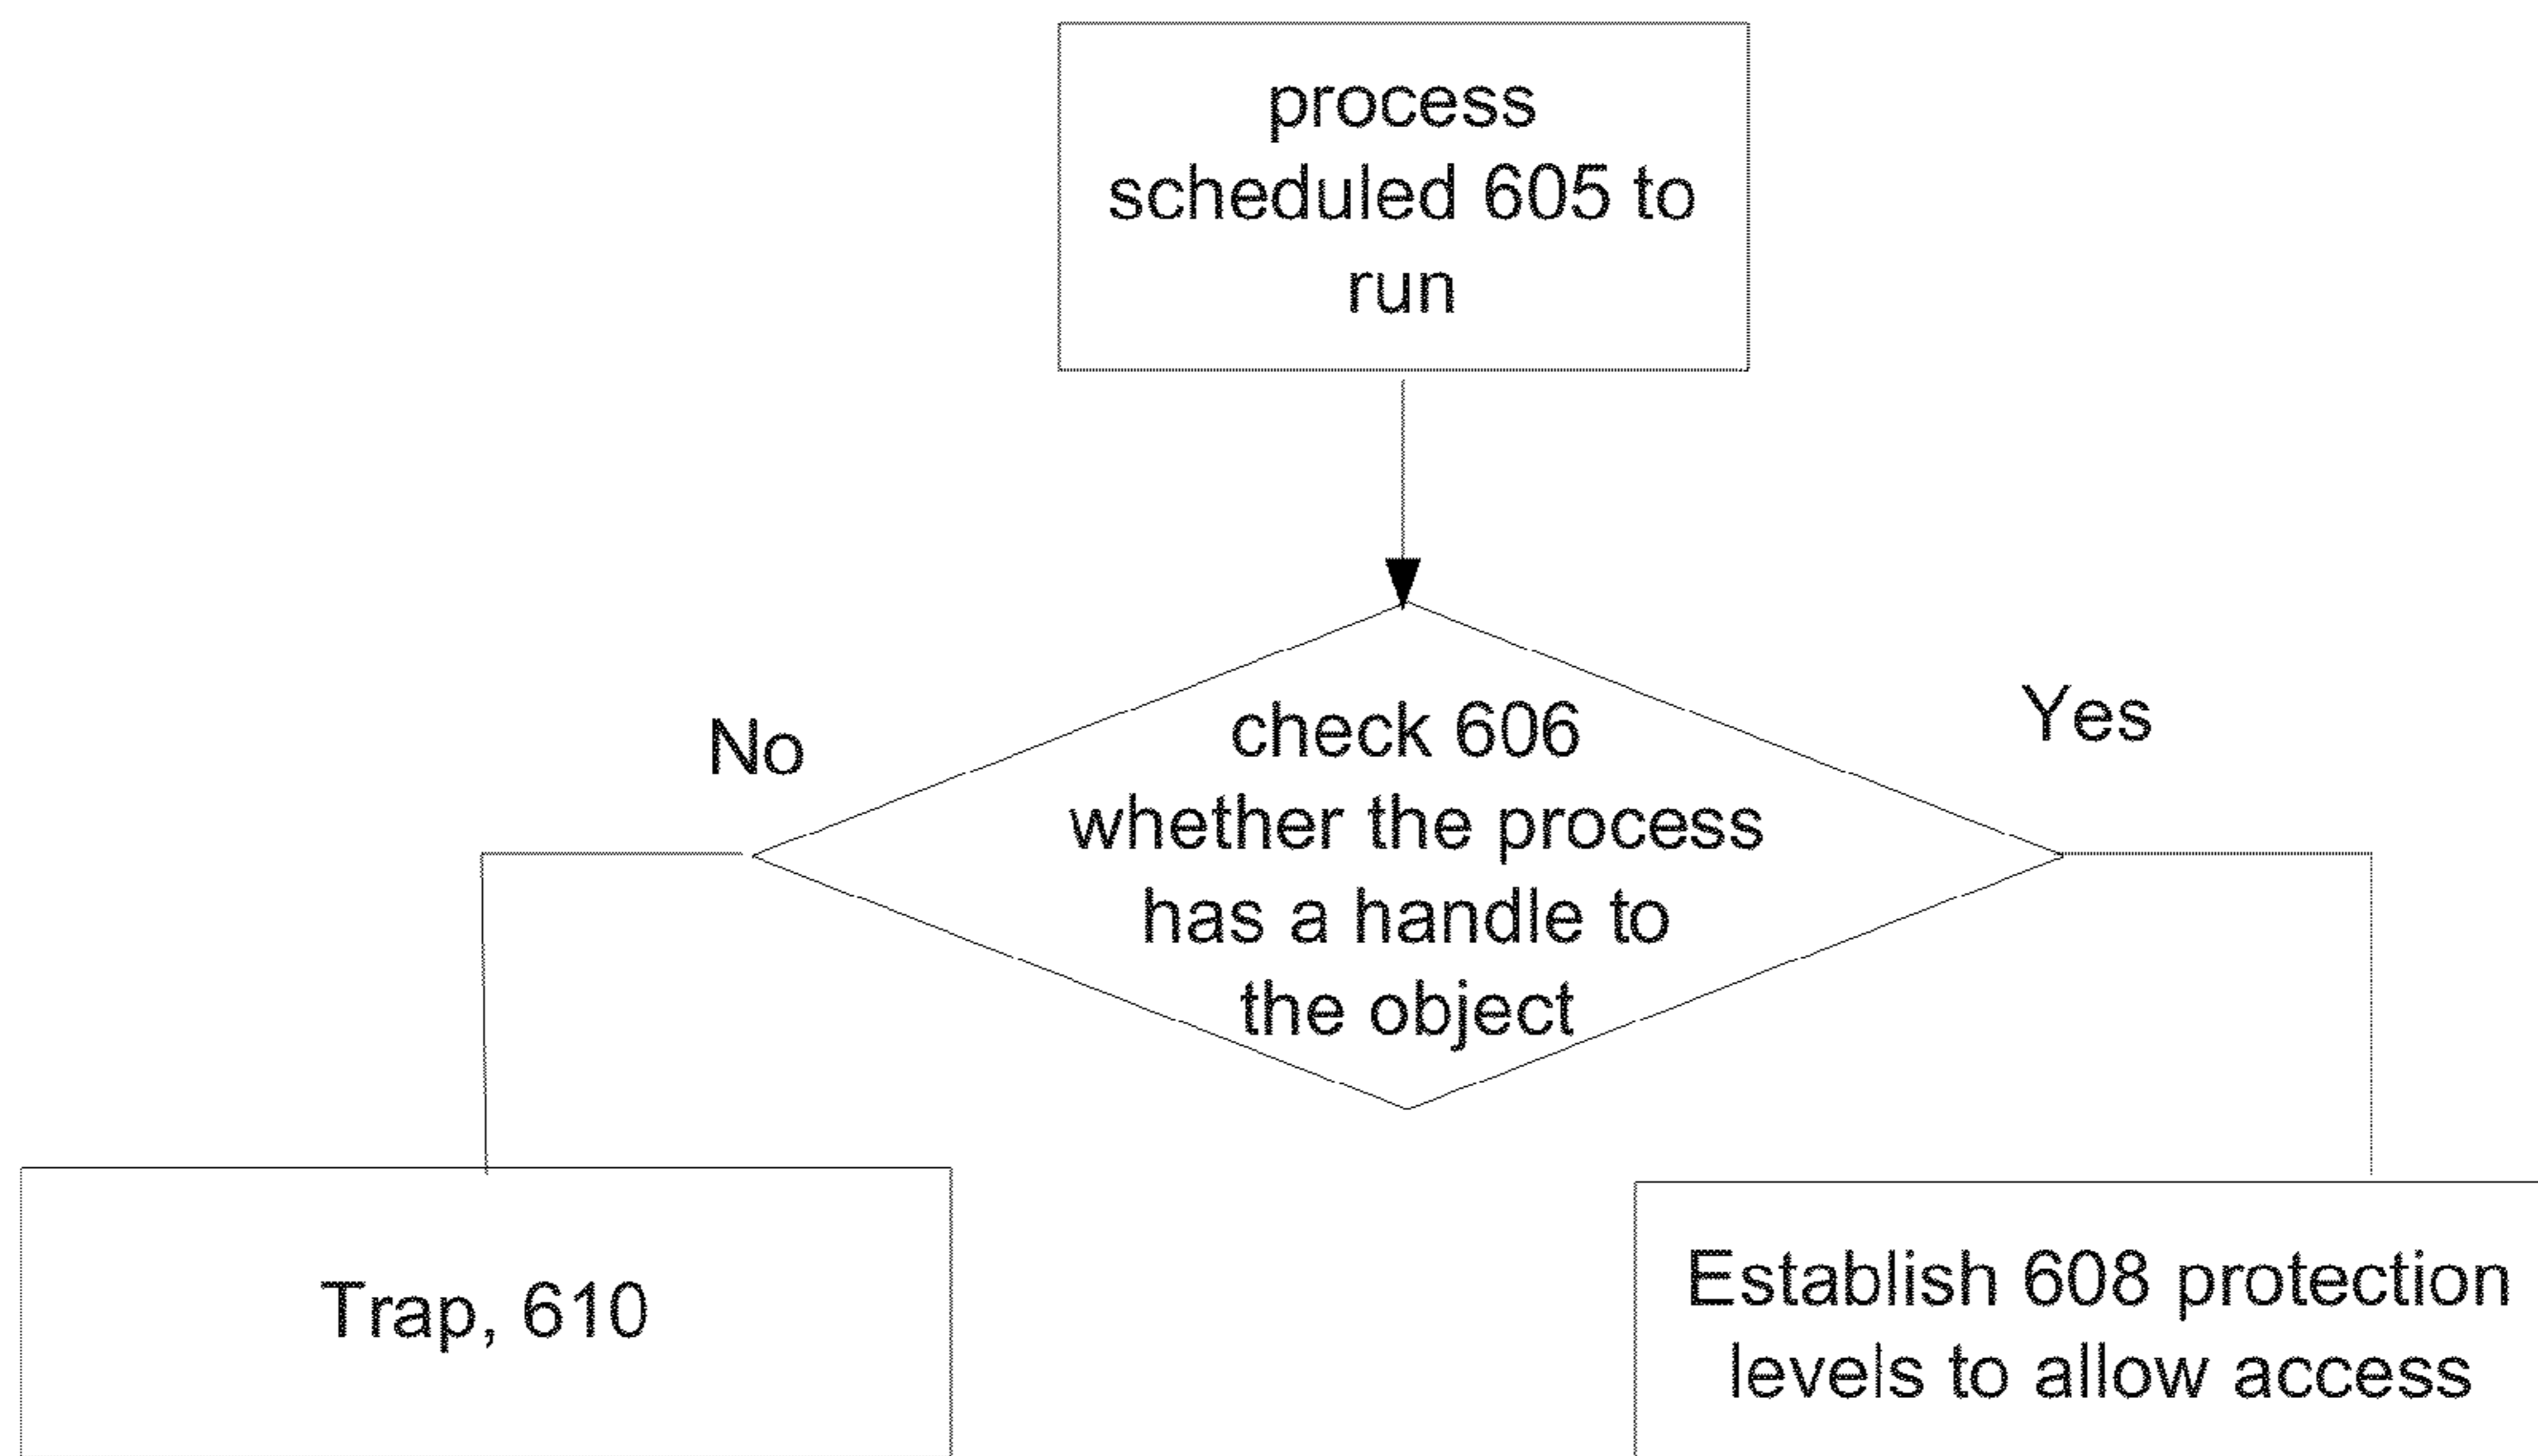 process
scheduled 605 to
run
No
Yes
check 606
whether the process
has a handle to
the object
Trap, 610
Establish 608 protection
levels to allow access